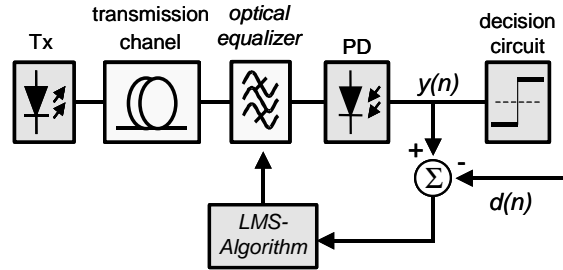 Tx
transmission
chanel
optical
equalizer
PD
decision
circuit
y(n)
+
-
Σ
d(n)
LMS-
Algorithm